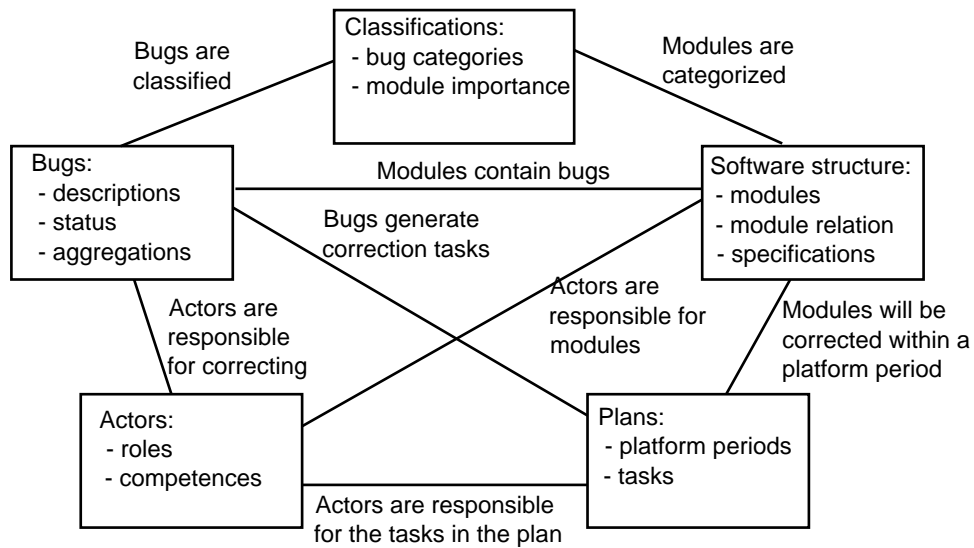 Classifications:
- bug categories
- module importance
Bugs are
classified
Modules are
categorized
Bugs:
- descriptions
- status
- aggregations
Modules contain bugs
Software structure:
- modules
- module relation
- specifications
Bugs generate
correction tasks
Actors are
responsible
for correcting
Actors are
responsible for
modules
Modules will be
corrected within a
platform period
Actors:
- roles
- competences
Plans:
- platform periods
- tasks
Actors are responsible
for the tasks in the plan